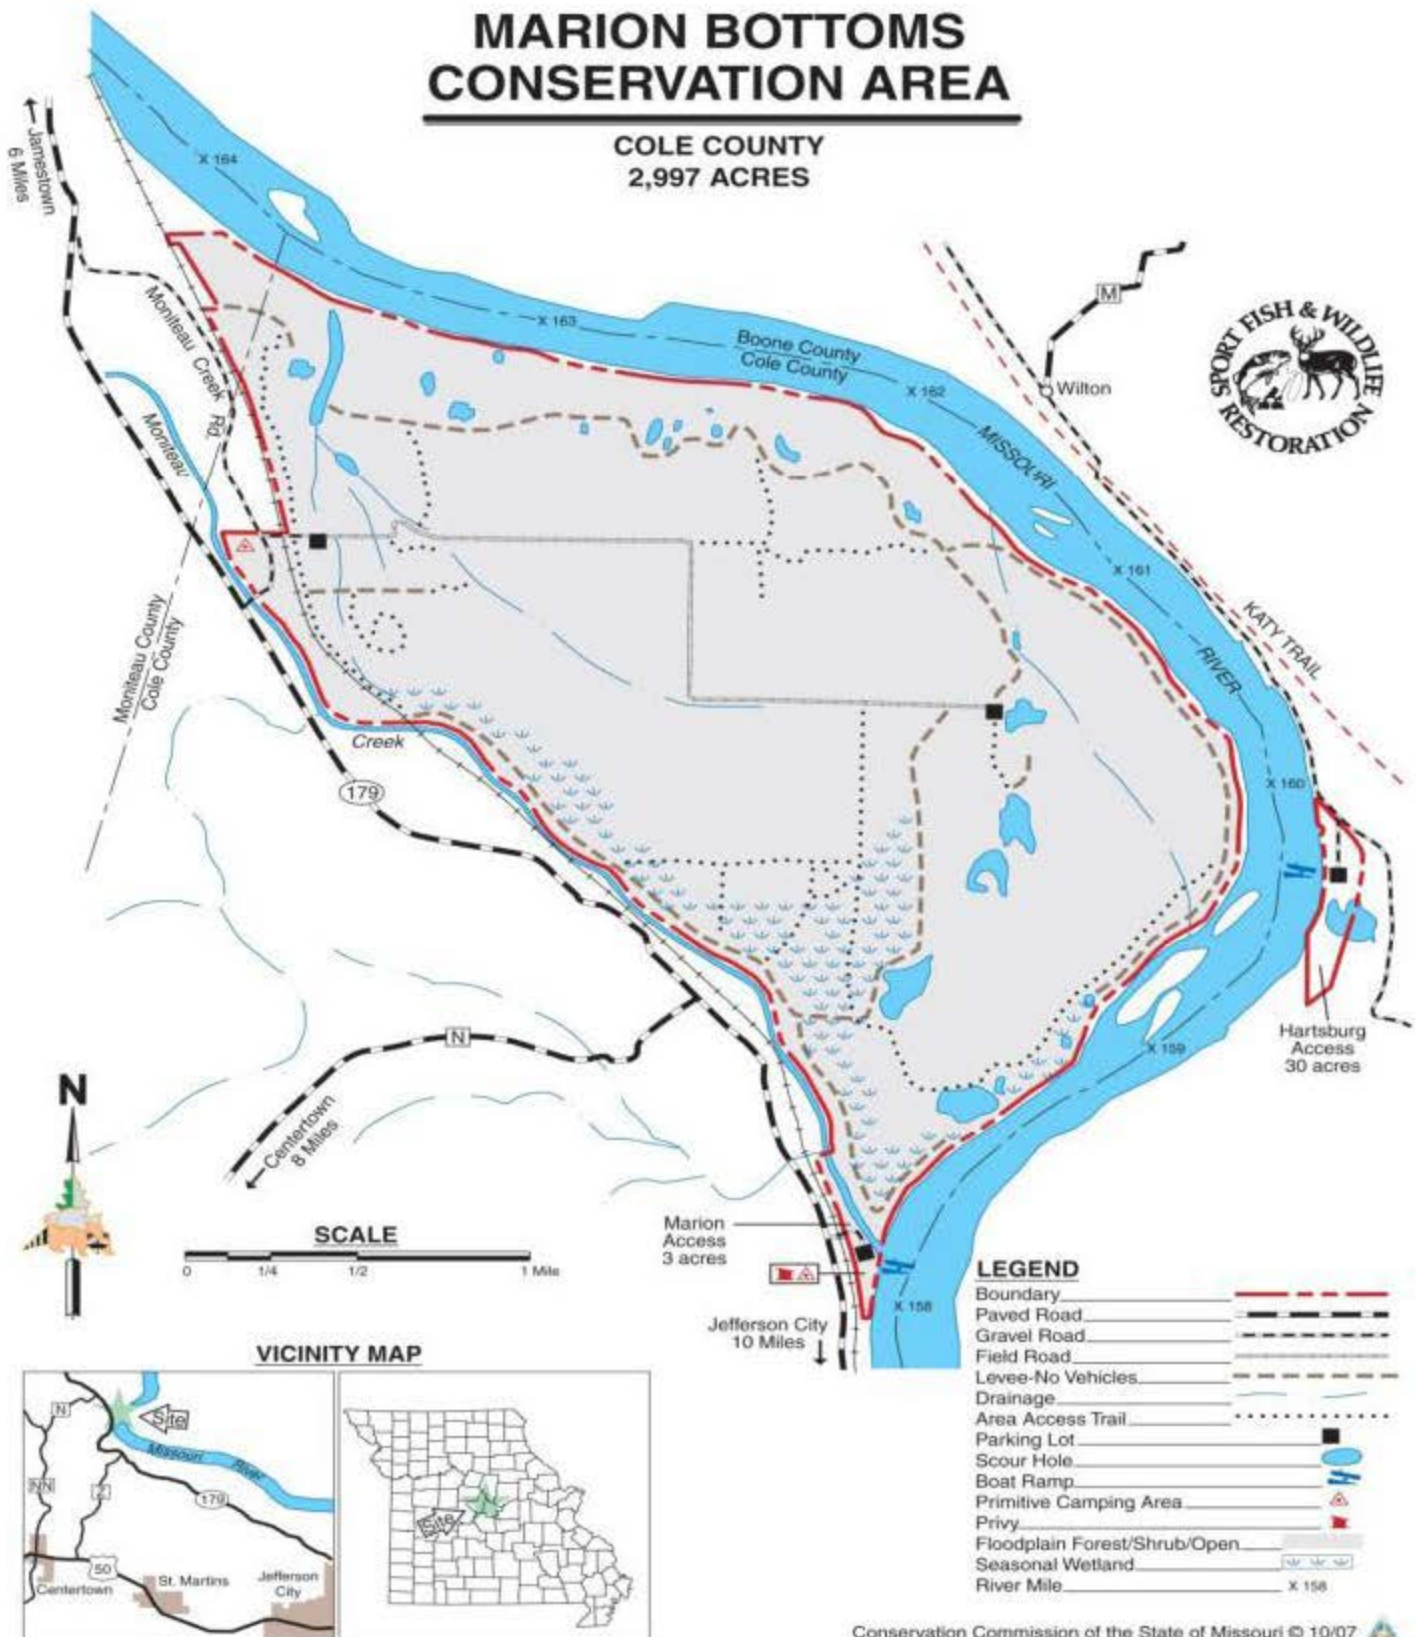 MARION BOTTOMS
CONSERVATION AREA
COLE COUNTY
2,997 ACRES
Jamestown
6 Miles
X 164
Moniteau Creek Rd.
Moniteau
Creek
X 163
Boone County
Cole County
X 162
M
Wilton
SPORT FISH & WILDLIFE
RESTORATION
MISSOURI
RIVER
X 161
KATY TRAIL
Moniteau County
Cole County
179
X 160
Hartsburg
Access
30 acres
X 159
N
Centertown
8 Miles
N
SCALE
0 1/4 1/2 1 Mile
Marion
Access
3 acres
X 158
Jefferson City
10 Miles
LEGEND
Boundary
Paved Road
Gravel Road
Field Road
Levee-No Vehicles
Drainage
Area Access Trail
Parking Lot
Scour Hole
Boat Ramp
Primitive Camping Area
Privy
Floodplain Forest/Shrub/Open
Seasonal Wetland
River Mile X 158
VICINITY MAP
N
Site
Missouri River
NN
Z
179
50
Centertown
St. Martins
Jefferson
City
Site
Conservation Commission of the State of Missouri © 10/07